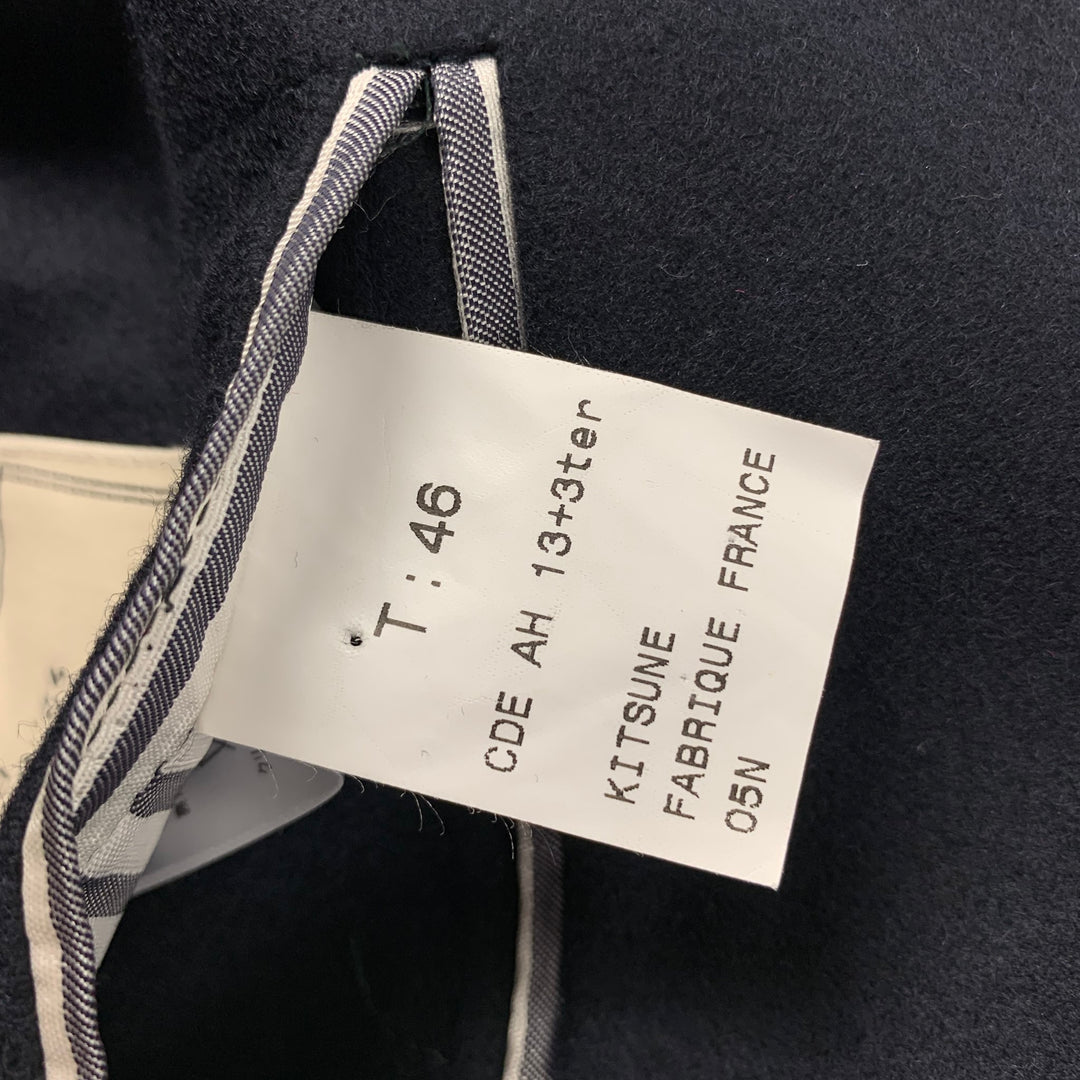 T : 46
CDE AH 13+3ter
KITSUNE
FABRIQUE FRANCE
05N